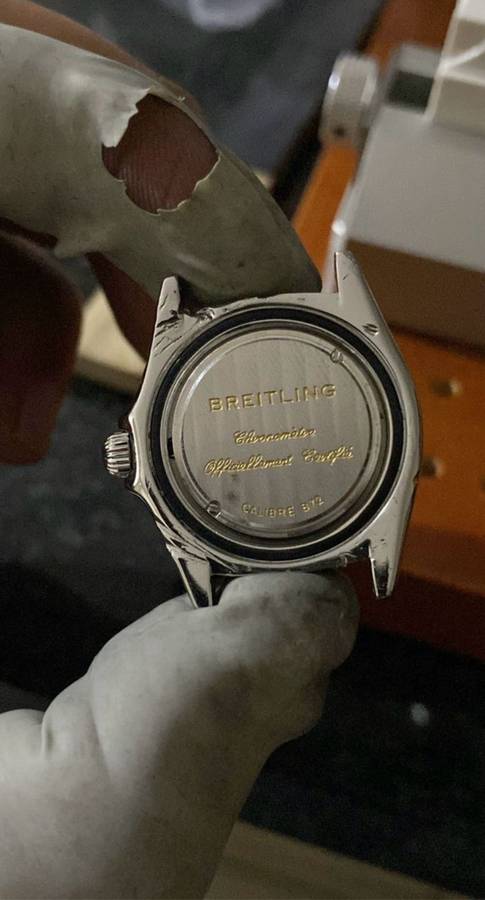 BREITLING
Chronomètre
Officiellement Certifié
CALIBRE B72